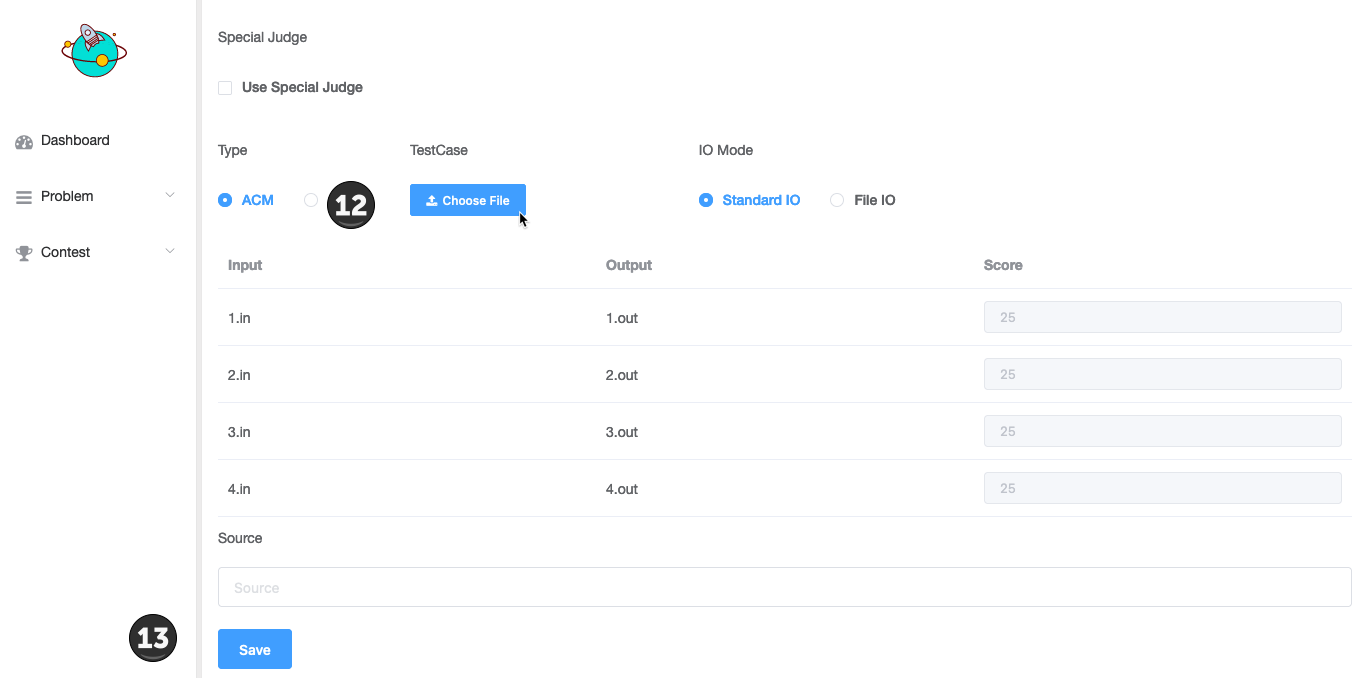 Special Judge
Use Special Judge
Dashboard
Type TestCase IO Mode
Problem
ACM 12 Choose File Standard IO File IO
Contest
Input Output Score
1.in 1.out 25
2.in 2.out 25
3.in 3.out 25
4.in 4.out 25
Source
Source
13
Save